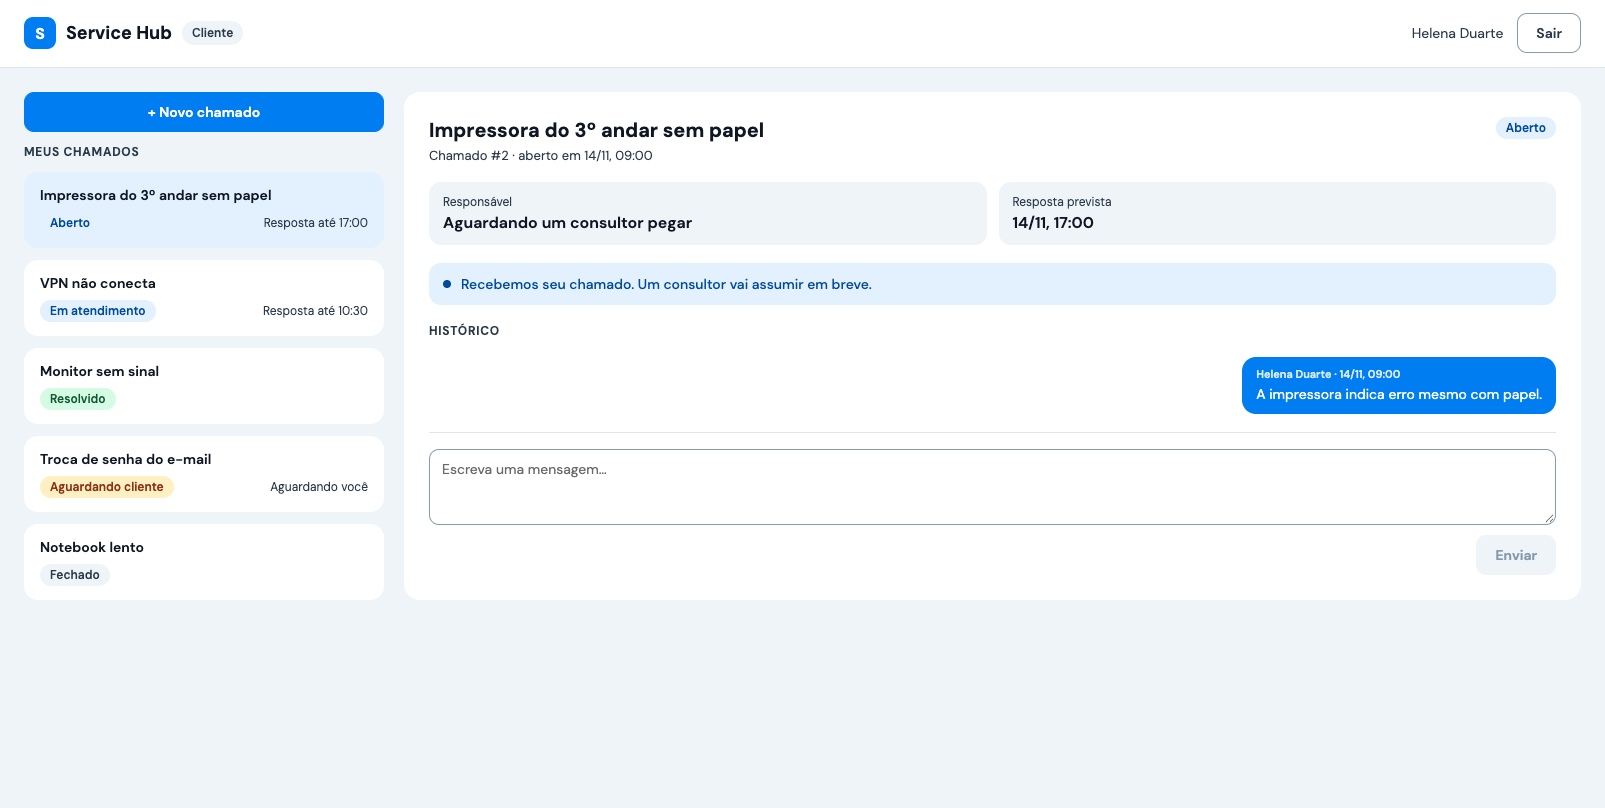 S Service Hub Cliente
Helena Duarte Sair
+ Novo chamado
MEUS CHAMADOS
Impressora do 3º andar sem papel
Aberto Resposta até 17:00
VPN não conecta
Em atendimento Resposta até 10:30
Monitor sem sinal
Resolvido
Troca de senha do e-mail
Aguardando cliente Aguardando você
Notebook lento
Fechado
Impressora do 3º andar sem papel
Aberto
Chamado #2 · aberto em 14/11, 09:00
Responsável
Aguardando um consultor pegar
Resposta prevista
14/11, 17:00
Recebemos seu chamado. Um consultor vai assumir em breve.
HISTÓRICO
Helena Duarte · 14/11, 09:00
A impressora indica erro mesmo com papel.
Escreva uma mensagem...
Enviar